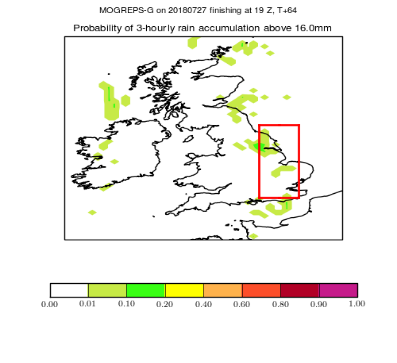 MOGREPS-G on 20180727 finishing at 19 Z, T+64
Probability of 3-hourly rain accumulation above 16.0mm
0.00 0.01 0.10 0.20 0.40 0.60 0.80 0.90 1.00